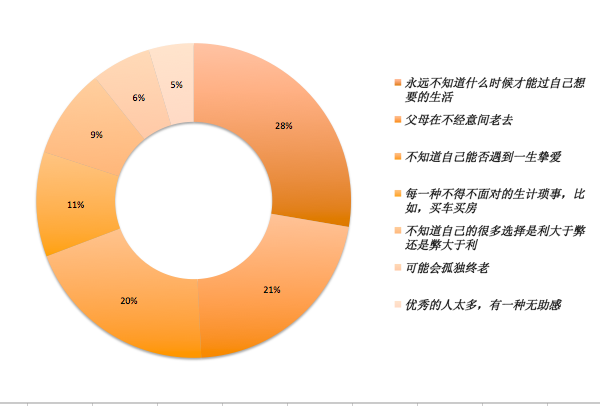 28%
21%
20%
11%
9%
6%
5%
永远不知道什么时候才能过自己想
要的生活
父母在不经意间老去
不知道自己能否遇到一生挚爱
每一种不得不面对的生计琐事，比
如，买车买房
不知道自己的很多选择是利大于弊
还是弊大于利
可能会孤独终老
优秀的人太多，有一种无助感